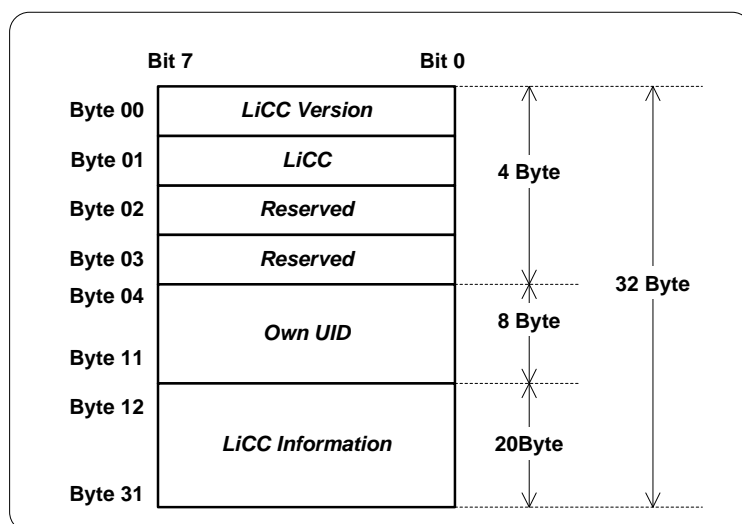 Bit 7 Bit 0
Byte 00 LiCC Version
Byte 01 LiCC 4 Byte
Byte 02 Reserved
Byte 03 Reserved 32 Byte
Byte 04
Own UID 8 Byte
Byte 11
Byte 12
LiCC Information 20Byte
Byte 31